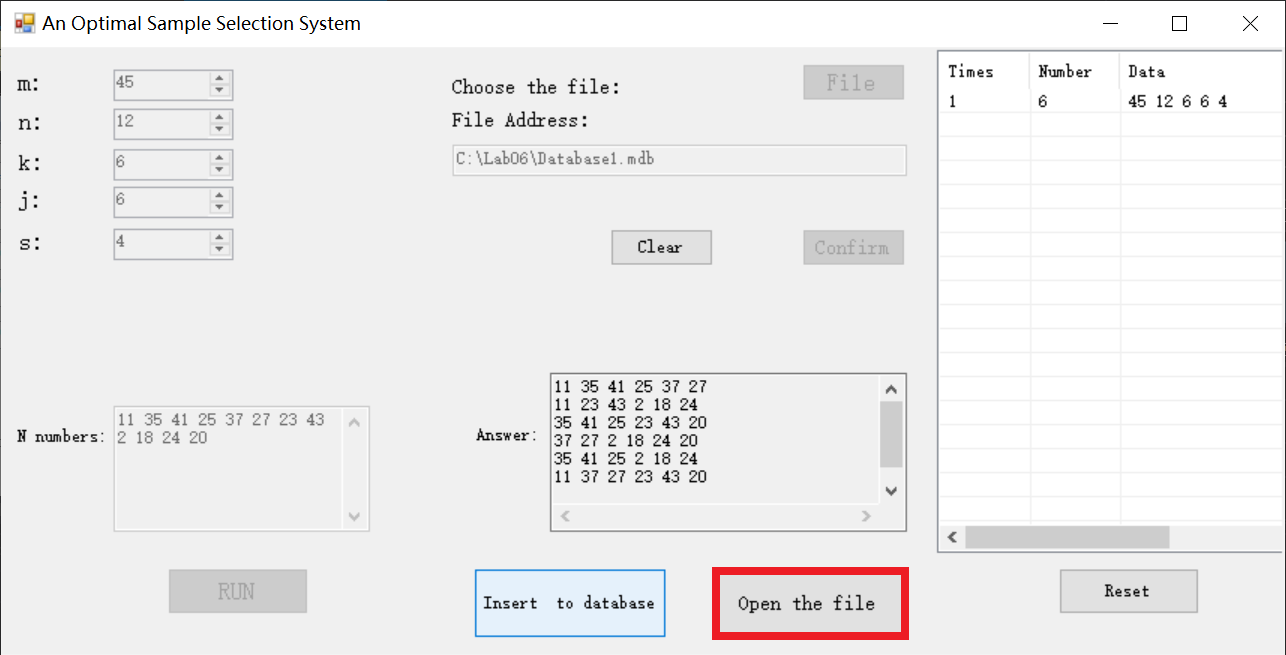 An Optimal Sample Selection System
m: 45
n: 12
k: 6
j: 6
s: 4
Choose the file: File
File Address:
C:\Lab06\Database1.mdb
Clear Confirm
N numbers:
11 35 41 25 37 27 23 43
2 18 24 20
Answer:
11 35 41 25 37 27
11 23 43 2 18 24
35 41 25 23 43 20
37 27 2 18 24 20
35 41 25 2 18 24
11 37 27 23 43 20
Times Number Data
1 6 45 12 6 6 4
RUN Insert to database Open the file Reset